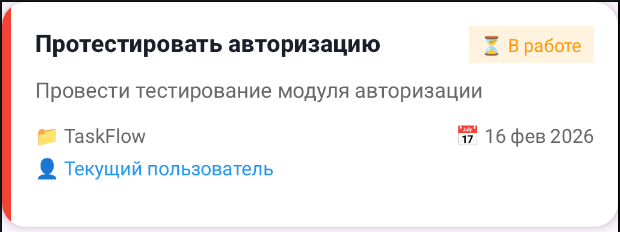 Протестировать авторизацию
⏳ В работе
Провести тестирование модуля авторизации
📁 TaskFlow
📅 16 фев 2026
👤 Текущий пользователь